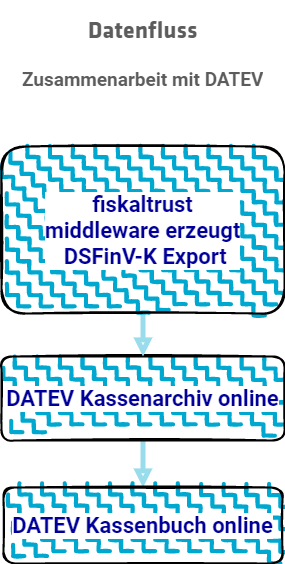 Datenfluss
Zusammenarbeit mit DATEV
fiskaltrust
middleware erzeugt
DSFinV-K Export
DATEV Kassenarchiv online
DATEV Kassenbuch online